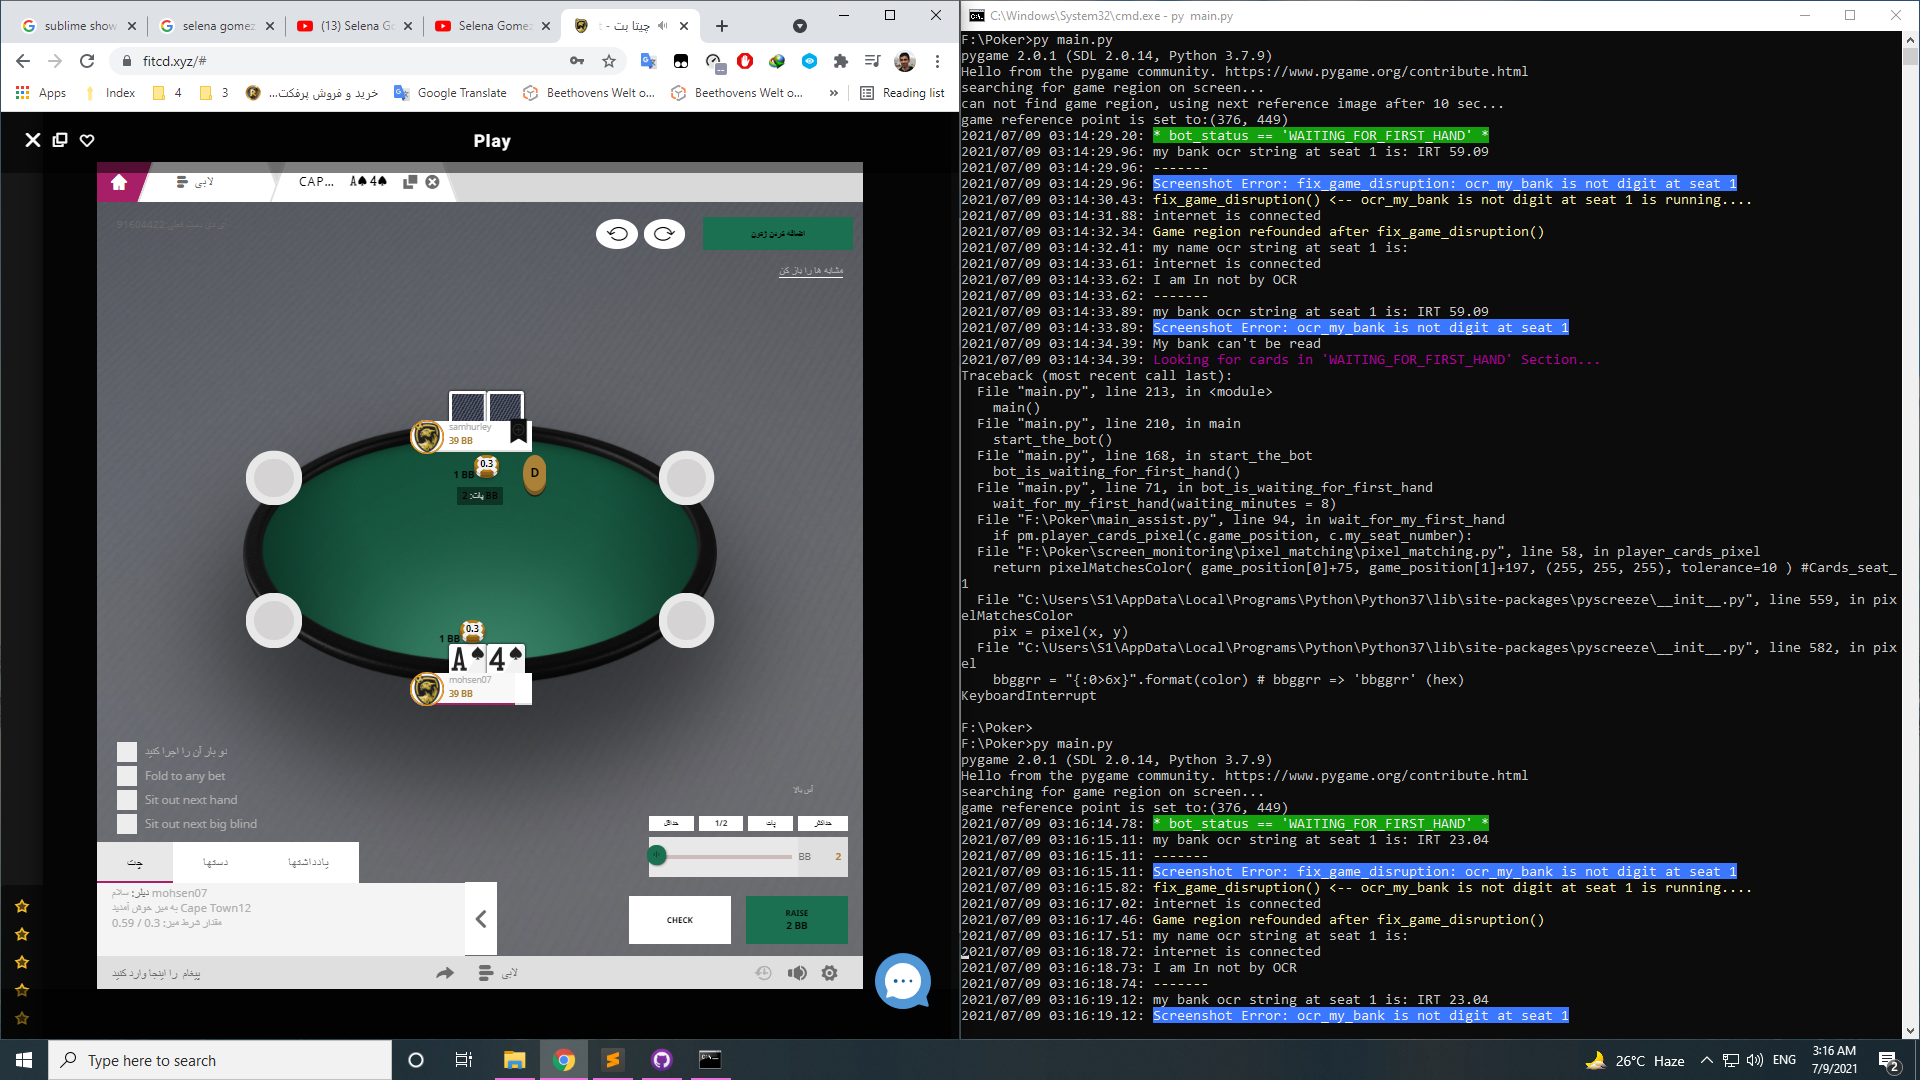 sublime show
selena gomez
(13) Selena G
Selena Gomez
چیتا بت -
fitcd.xyz/#
Apps
Index
4
3
خرید و فروش پرفکت...
Google Translate
Beethovens Welt o...
Beethovens Welt o...
»
Reading list
Play
لابی
CAP...
A♠4♠
اضافه کردن ژتون
مشابه ها را باز کن
samhurley
39 BB
0.3
1 BB
D
پات: 2 BB
0.3
1 BB
A♠ 4♠
mohsen07
39 BB
دو بار آن را اجرا کنید
Fold to any bet
Sit out next hand
Sit out next big blind
آس بالا
حداقل
1/2
پات
حداکثر
BB
2
چت
دستها
یادداشتها
دیلر: سلام mohsen07
به میز خوش آمدید Cape Town12
مقدار شرط میز: 0.3 / 0.59
CHECK
RAISE
2 BB
پیغام را اینجا وارد کنید
لابی
C:\Windows\System32\cmd.exe - py main.py
F:\Poker>py main.py
pygame 2.0.1 (SDL 2.0.14, Python 3.7.9)
Hello from the pygame community. https://www.pygame.org/contribute.html
searching for game region on screen...
can not find game region, using next reference image after 10 sec...
game reference point is set to:(376, 449)
2021/07/09 03:14:29.20: * bot_status == 'WAITING_FOR_FIRST_HAND' *
2021/07/09 03:14:29.96: my bank ocr string at seat 1 is: IRT 59.09
2021/07/09 03:14:29.96: -------
2021/07/09 03:14:29.96: Screenshot Error: fix_game_disruption: ocr_my_bank is not digit at seat 1
2021/07/09 03:14:30.43: fix_game_disruption() <-- ocr_my_bank is not digit at seat 1 is running....
2021/07/09 03:14:31.88: internet is connected
2021/07/09 03:14:32.34: Game region refounded after fix_game_disruption()
2021/07/09 03:14:32.41: my name ocr string at seat 1 is:
2021/07/09 03:14:33.61: internet is connected
2021/07/09 03:14:33.62: I am In not by OCR
2021/07/09 03:14:33.62: -------
2021/07/09 03:14:33.89: my bank ocr string at seat 1 is: IRT 59.09
2021/07/09 03:14:33.89: Screenshot Error: ocr_my_bank is not digit at seat 1
2021/07/09 03:14:34.39: My bank can't be read
2021/07/09 03:14:34.39: Looking for cards in 'WAITING_FOR_FIRST_HAND' Section...
Traceback (most recent call last):
File "main.py", line 213, in <module>
main()
File "main.py", line 210, in main
start_the_bot()
File "main.py", line 168, in start_the_bot
bot_is_waiting_for_first_hand()
File "main.py", line 71, in bot_is_waiting_for_first_hand
wait_for_my_first_hand(waiting_minutes = 8)
File "F:\Poker\main_assist.py", line 94, in wait_for_my_first_hand
if pm.player_cards_pixel(c.game_position, c.my_seat_number):
File "F:\Poker\screen_monitoring\pixel_matching\pixel_matching.py", line 58, in player_cards_pixel
return pixelMatchesColor( game_position[0]+75, game_position[1]+197, (255, 255, 255), tolerance=10 ) #Cards_seat_
1
File "C:\Users\S1\AppData\Local\Programs\Python\Python37\lib\site-packages\pyscreeze\__init__.py", line 559, in pix
elMatchesColor
pix = pixel(x, y)
File "C:\Users\S1\AppData\Local\Programs\Python\Python37\lib\site-packages\pyscreeze\__init__.py", line 582, in pix
el
bbggrr = "{:0>6x}".format(color) # bbggrr => 'bbggrr' (hex)
KeyboardInterrupt
F:\Poker>
F:\Poker>py main.py
pygame 2.0.1 (SDL 2.0.14, Python 3.7.9)
Hello from the pygame community. https://www.pygame.org/contribute.html
searching for game region on screen...
game reference point is set to:(376, 449)
2021/07/09 03:16:14.78: * bot_status == 'WAITING_FOR_FIRST_HAND' *
2021/07/09 03:16:15.11: my bank ocr string at seat 1 is: IRT 23.04
2021/07/09 03:16:15.11: -------
2021/07/09 03:16:15.11: Screenshot Error: fix_game_disruption: ocr_my_bank is not digit at seat 1
2021/07/09 03:16:15.82: fix_game_disruption() <-- ocr_my_bank is not digit at seat 1 is running....
2021/07/09 03:16:17.02: internet is connected
2021/07/09 03:16:17.46: Game region refounded after fix_game_disruption()
2021/07/09 03:16:17.51: my name ocr string at seat 1 is:
2021/07/09 03:16:18.72: internet is connected
2021/07/09 03:16:18.73: I am In not by OCR
2021/07/09 03:16:18.74: -------
2021/07/09 03:16:19.12: my bank ocr string at seat 1 is: IRT 23.04
2021/07/09 03:16:19.12: Screenshot Error: ocr_my_bank is not digit at seat 1
Type here to search
26°C Haze
ENG
3:16 AM
7/9/2021
2